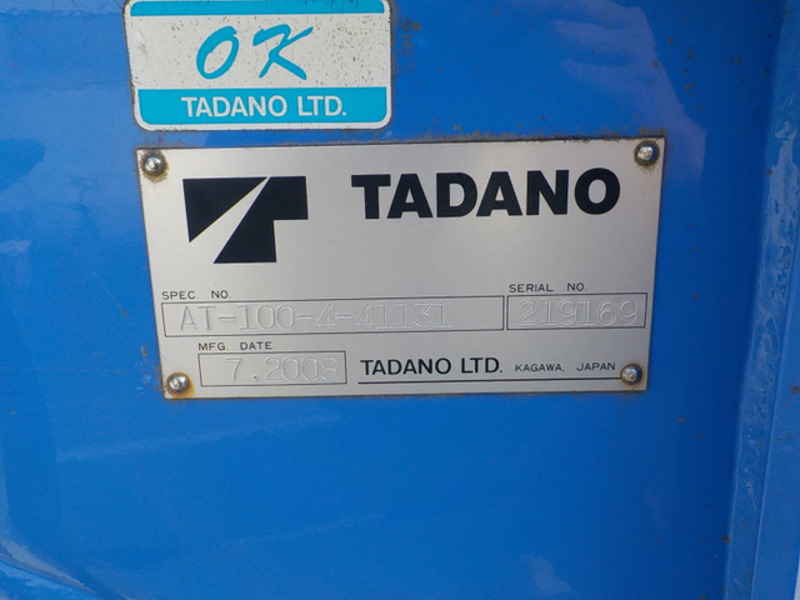 OK
TADANO LTD.
TADANO
SPEC. NO.
SERIAL NO.
AT-100-4-41131
219169
MFG. DATE
7.2008
TADANO LTD. KAGAWA, JAPAN